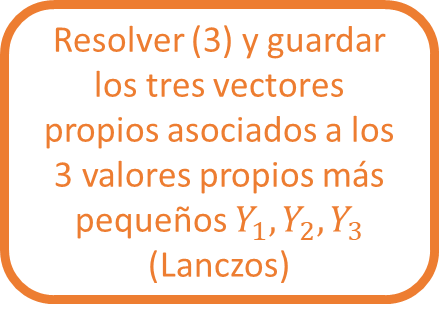 Resolver (3) y guardar
los tres vectores
propios asociados a los
3 valores propios más
pequeños Y₁, Y₂, Y₃
(Lanczos)